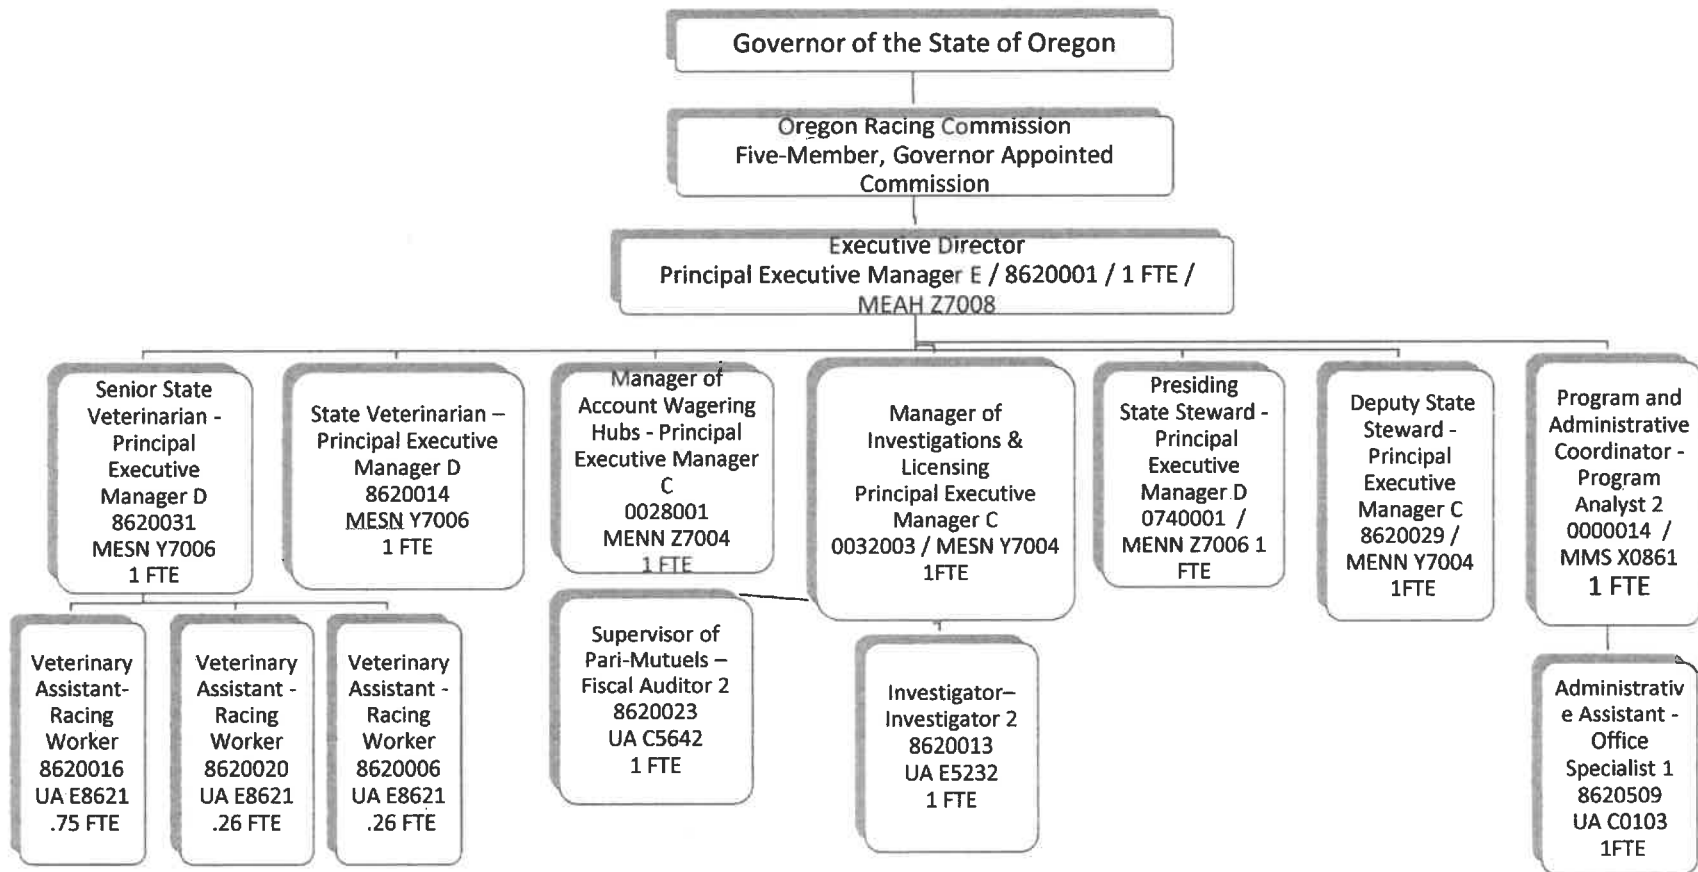 Governor of the State of Oregon
Oregon Racing Commission
Five-Member, Governor Appointed
Commission
Executive Director
Principal Executive Manager E / 8620001 / 1 FTE /
MEAH Z7008
Senior State
Veterinarian -
Principal
Executive
Manager D
8620031
MESN Y7006
1 FTE
State Veterinarian –
Principal Executive
Manager D
8620014
MESN Y7006
1 FTE
Manager of
Account Wagering
Hubs - Principal
Executive Manager
C
0028001
MENN Z7004
1 FTE
Manager of
Investigations &
Licensing
Principal Executive
Manager C
0032003 / MESN Y7004
1FTE
Presiding
State Steward -
Principal
Executive
Manager D
0740001 /
MENN Z7006 1
FTE
Deputy State
Steward -
Principal
Executive
Manager C
8620029 /
MENN Y7004
1FTE
Program and
Administrative
Coordinator -
Program
Analyst 2
0000014 /
MMS X0861
1 FTE
Veterinary
Assistant-
Racing
Worker
8620016
UA E8621
.75 FTE
Veterinary
Assistant -
Racing
Worker
8620020
UA E8621
.26 FTE
Veterinary
Assistant -
Racing
Worker
8620006
UA E8621
.26 FTE
Supervisor of
Pari-Mutuels –
Fiscal Auditor 2
8620023
UA C5642
1 FTE
Investigator–
Investigator 2
8620013
UA E5232
1 FTE
Administrativ
e Assistant -
Office
Specialist 1
8620509
UA C0103
1FTE